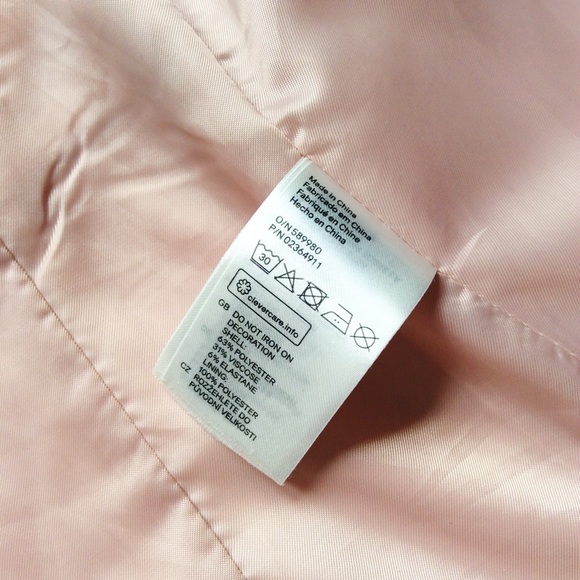 Made in China
Fabricado em China
Fabriqué en Chine
Hecho en China
O/N 589980
P/N 02364911
30
clevercare.info
GB DO NOT IRON ON
DECORATION
SHELL:
63% POLYESTER
31% VISCOSE
6% ELASTANE
LINING:
100% POLYESTER
CZ ROZŽEHLETE DO
PŮVODNÍ VELIKOSTI